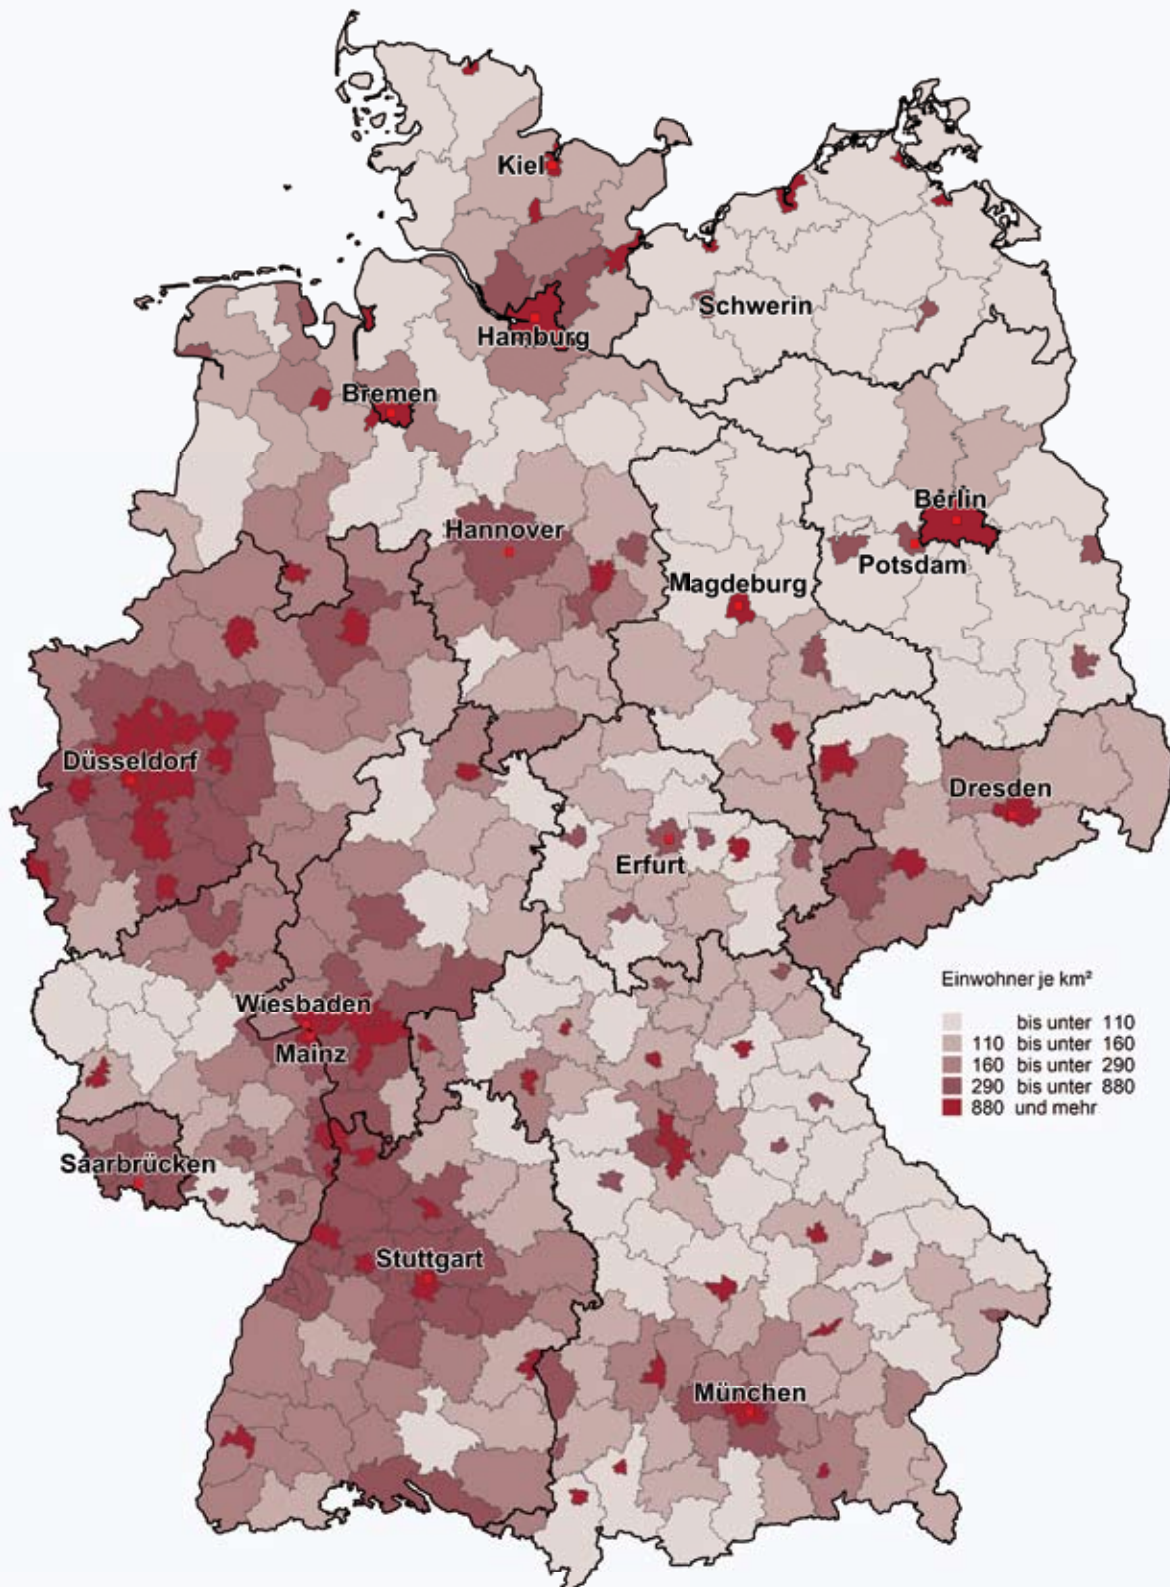 Kiel
Schwerin
Hamburg
Bremen
Berlin
Hannover
Potsdam
Magdeburg
Düsseldorf
Dresden
Erfurt
Einwohner je km²
bis unter 110
110 bis unter 160
160 bis unter 290
290 bis unter 880
880 und mehr
Wiesbaden
Mainz
Saarbrücken
Stuttgart
München